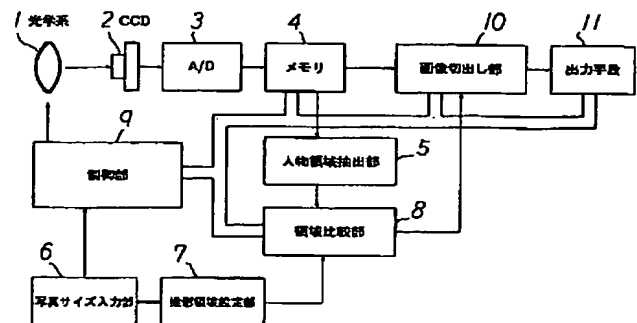 1 光学系
2 CCD
3
A/D
4
メモリ
10
画像切出し部
11
出力手段
9
制御部
人物領域抽出部
5
領域比較部
8
6
写真サイズ入力部
7
撮影領域設定部